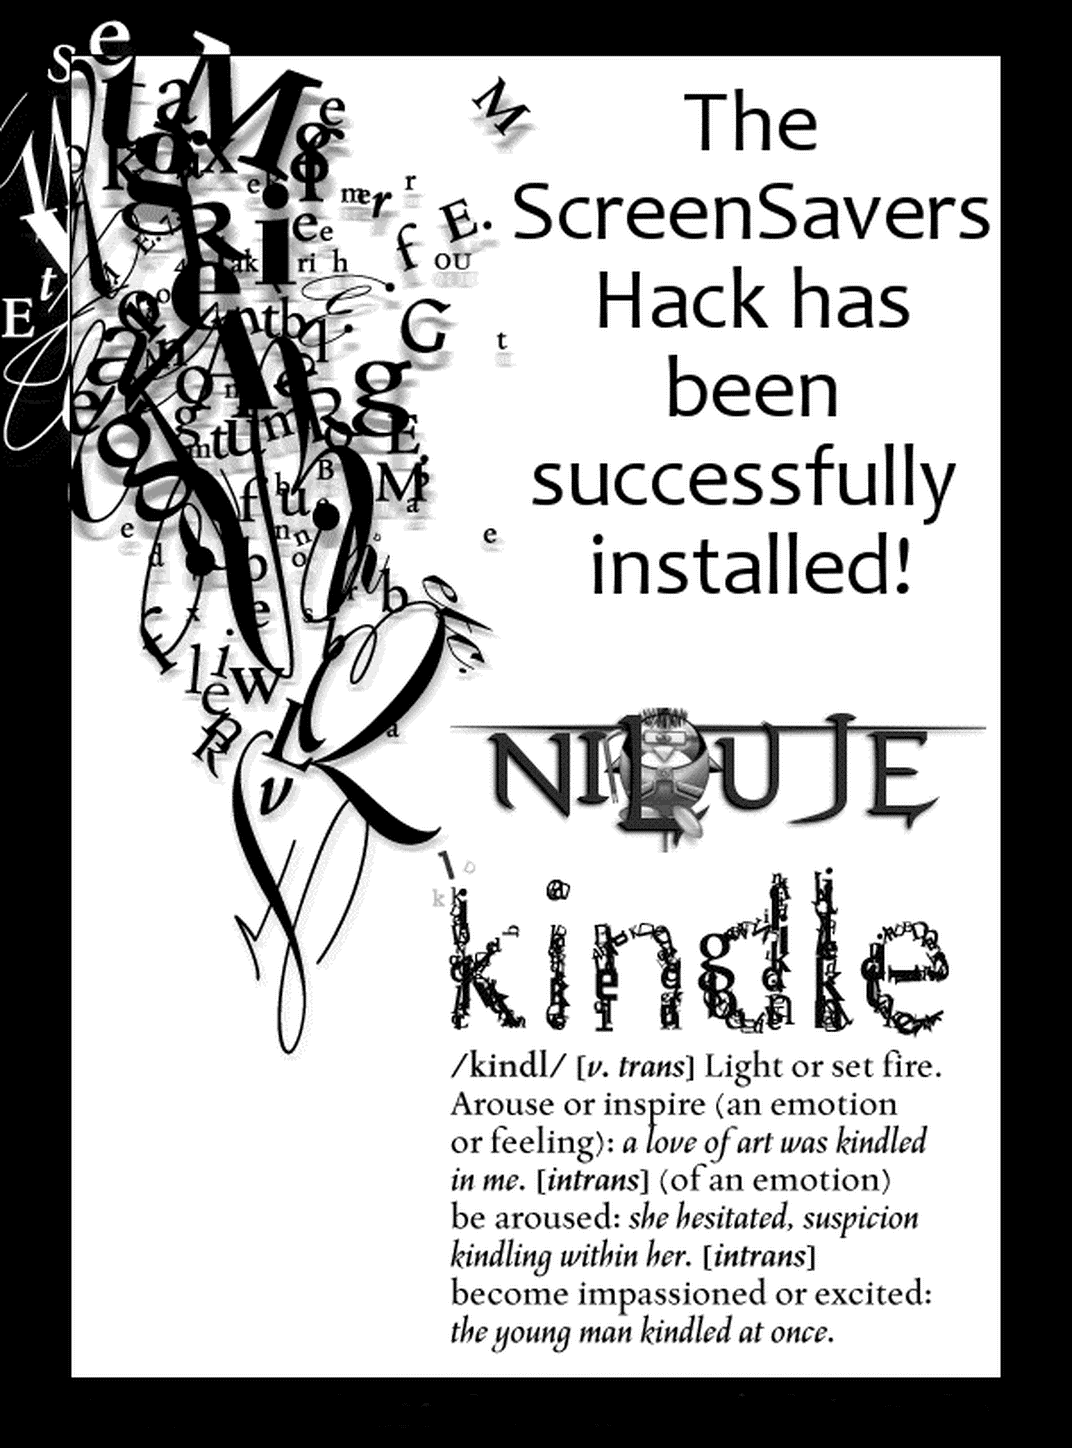 The
ScreenSavers
Hack has
been
successfully
installed!
NILUJE
kindle
/kindl/ [v. trans] Light or set fire.
Arouse or inspire (an emotion
or feeling): a love of art was kindled
in me. [intrans] (of an emotion)
be aroused: she hesitated, suspicion
kindling within her. [intrans]
become impassioned or excited:
the young man kindled at once.